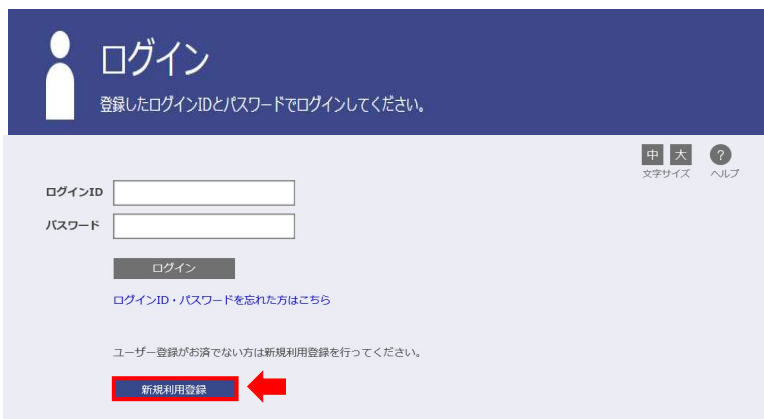 ログイン
登録したログインIDとパスワードでログインしてください。
中 大 ?
文字サイズ ヘルプ
ログインID
パスワード
ログイン
ログインID・パスワードを忘れた方はこちら
ユーザー登録がお済でない方は新規利用登録を行ってください。
新規利用登録